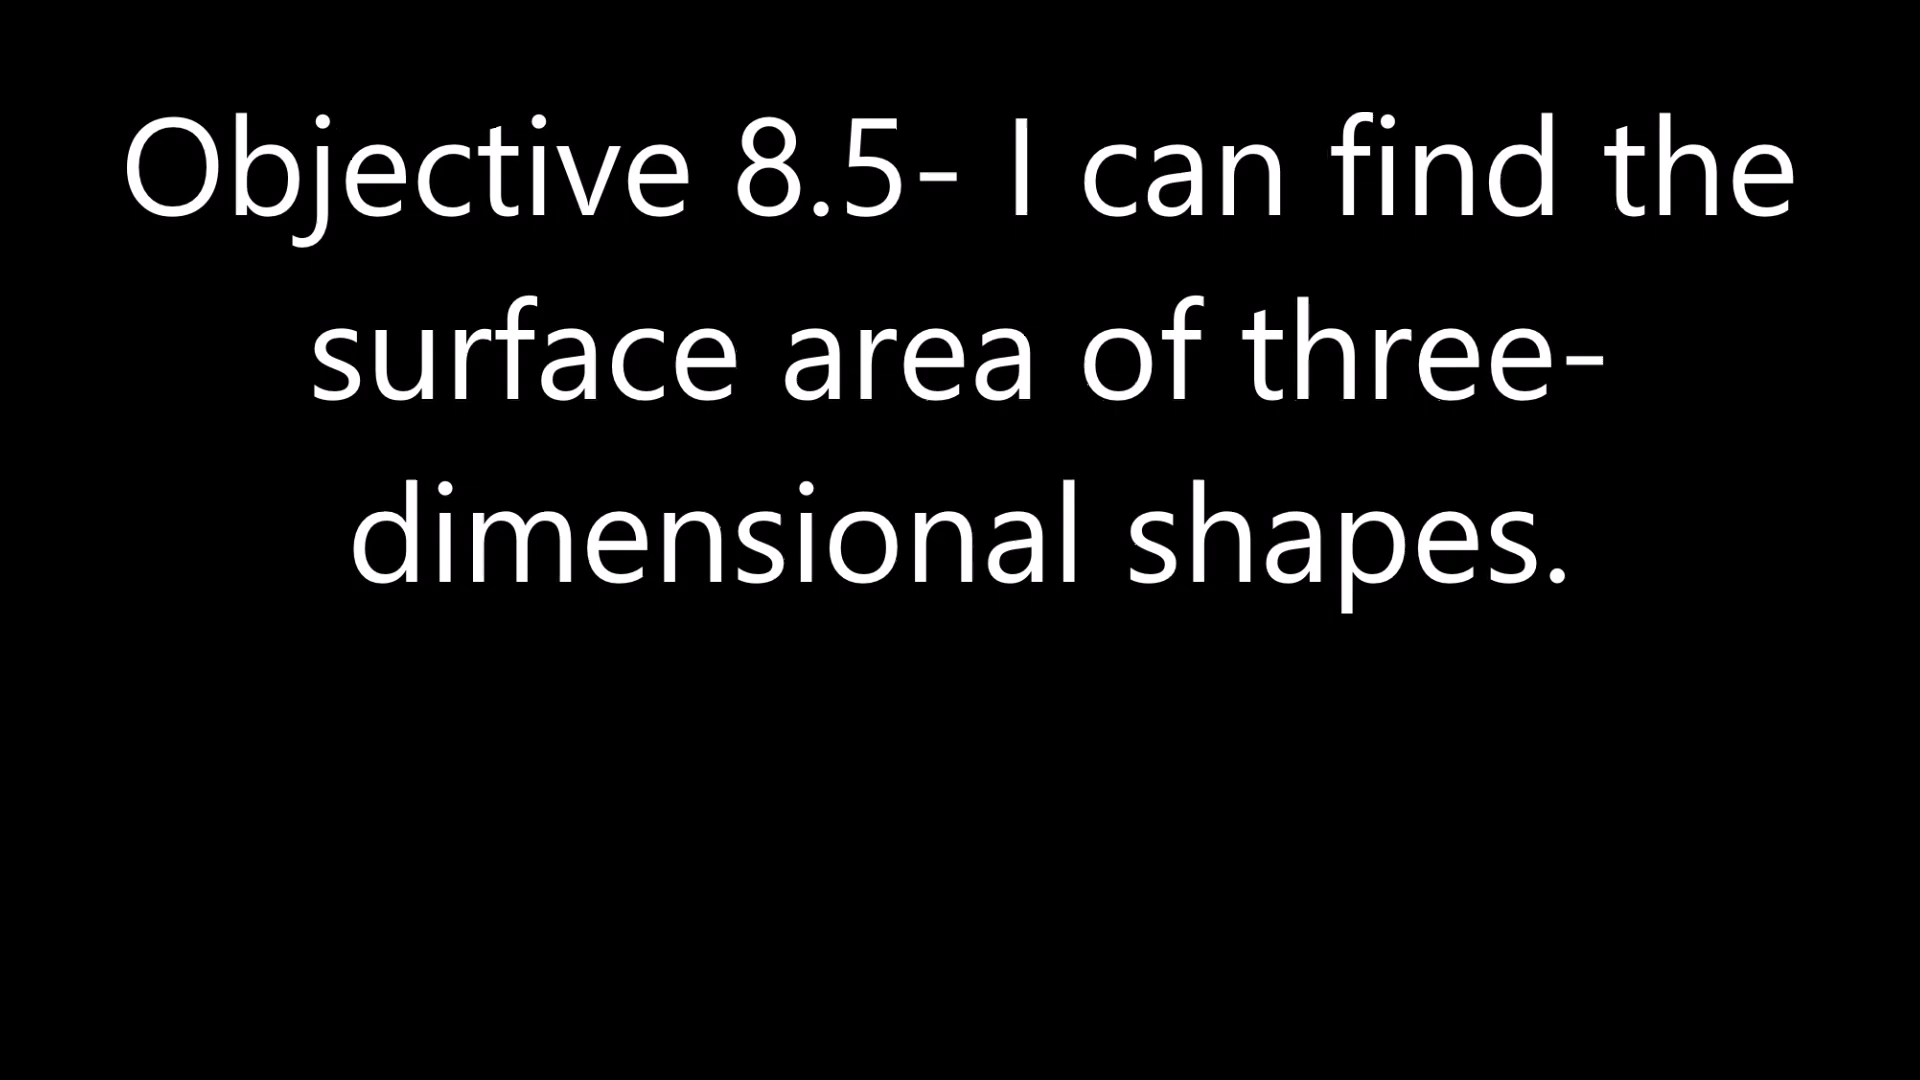 Objective 8.5- I can find the
surface area of three-
dimensional shapes.